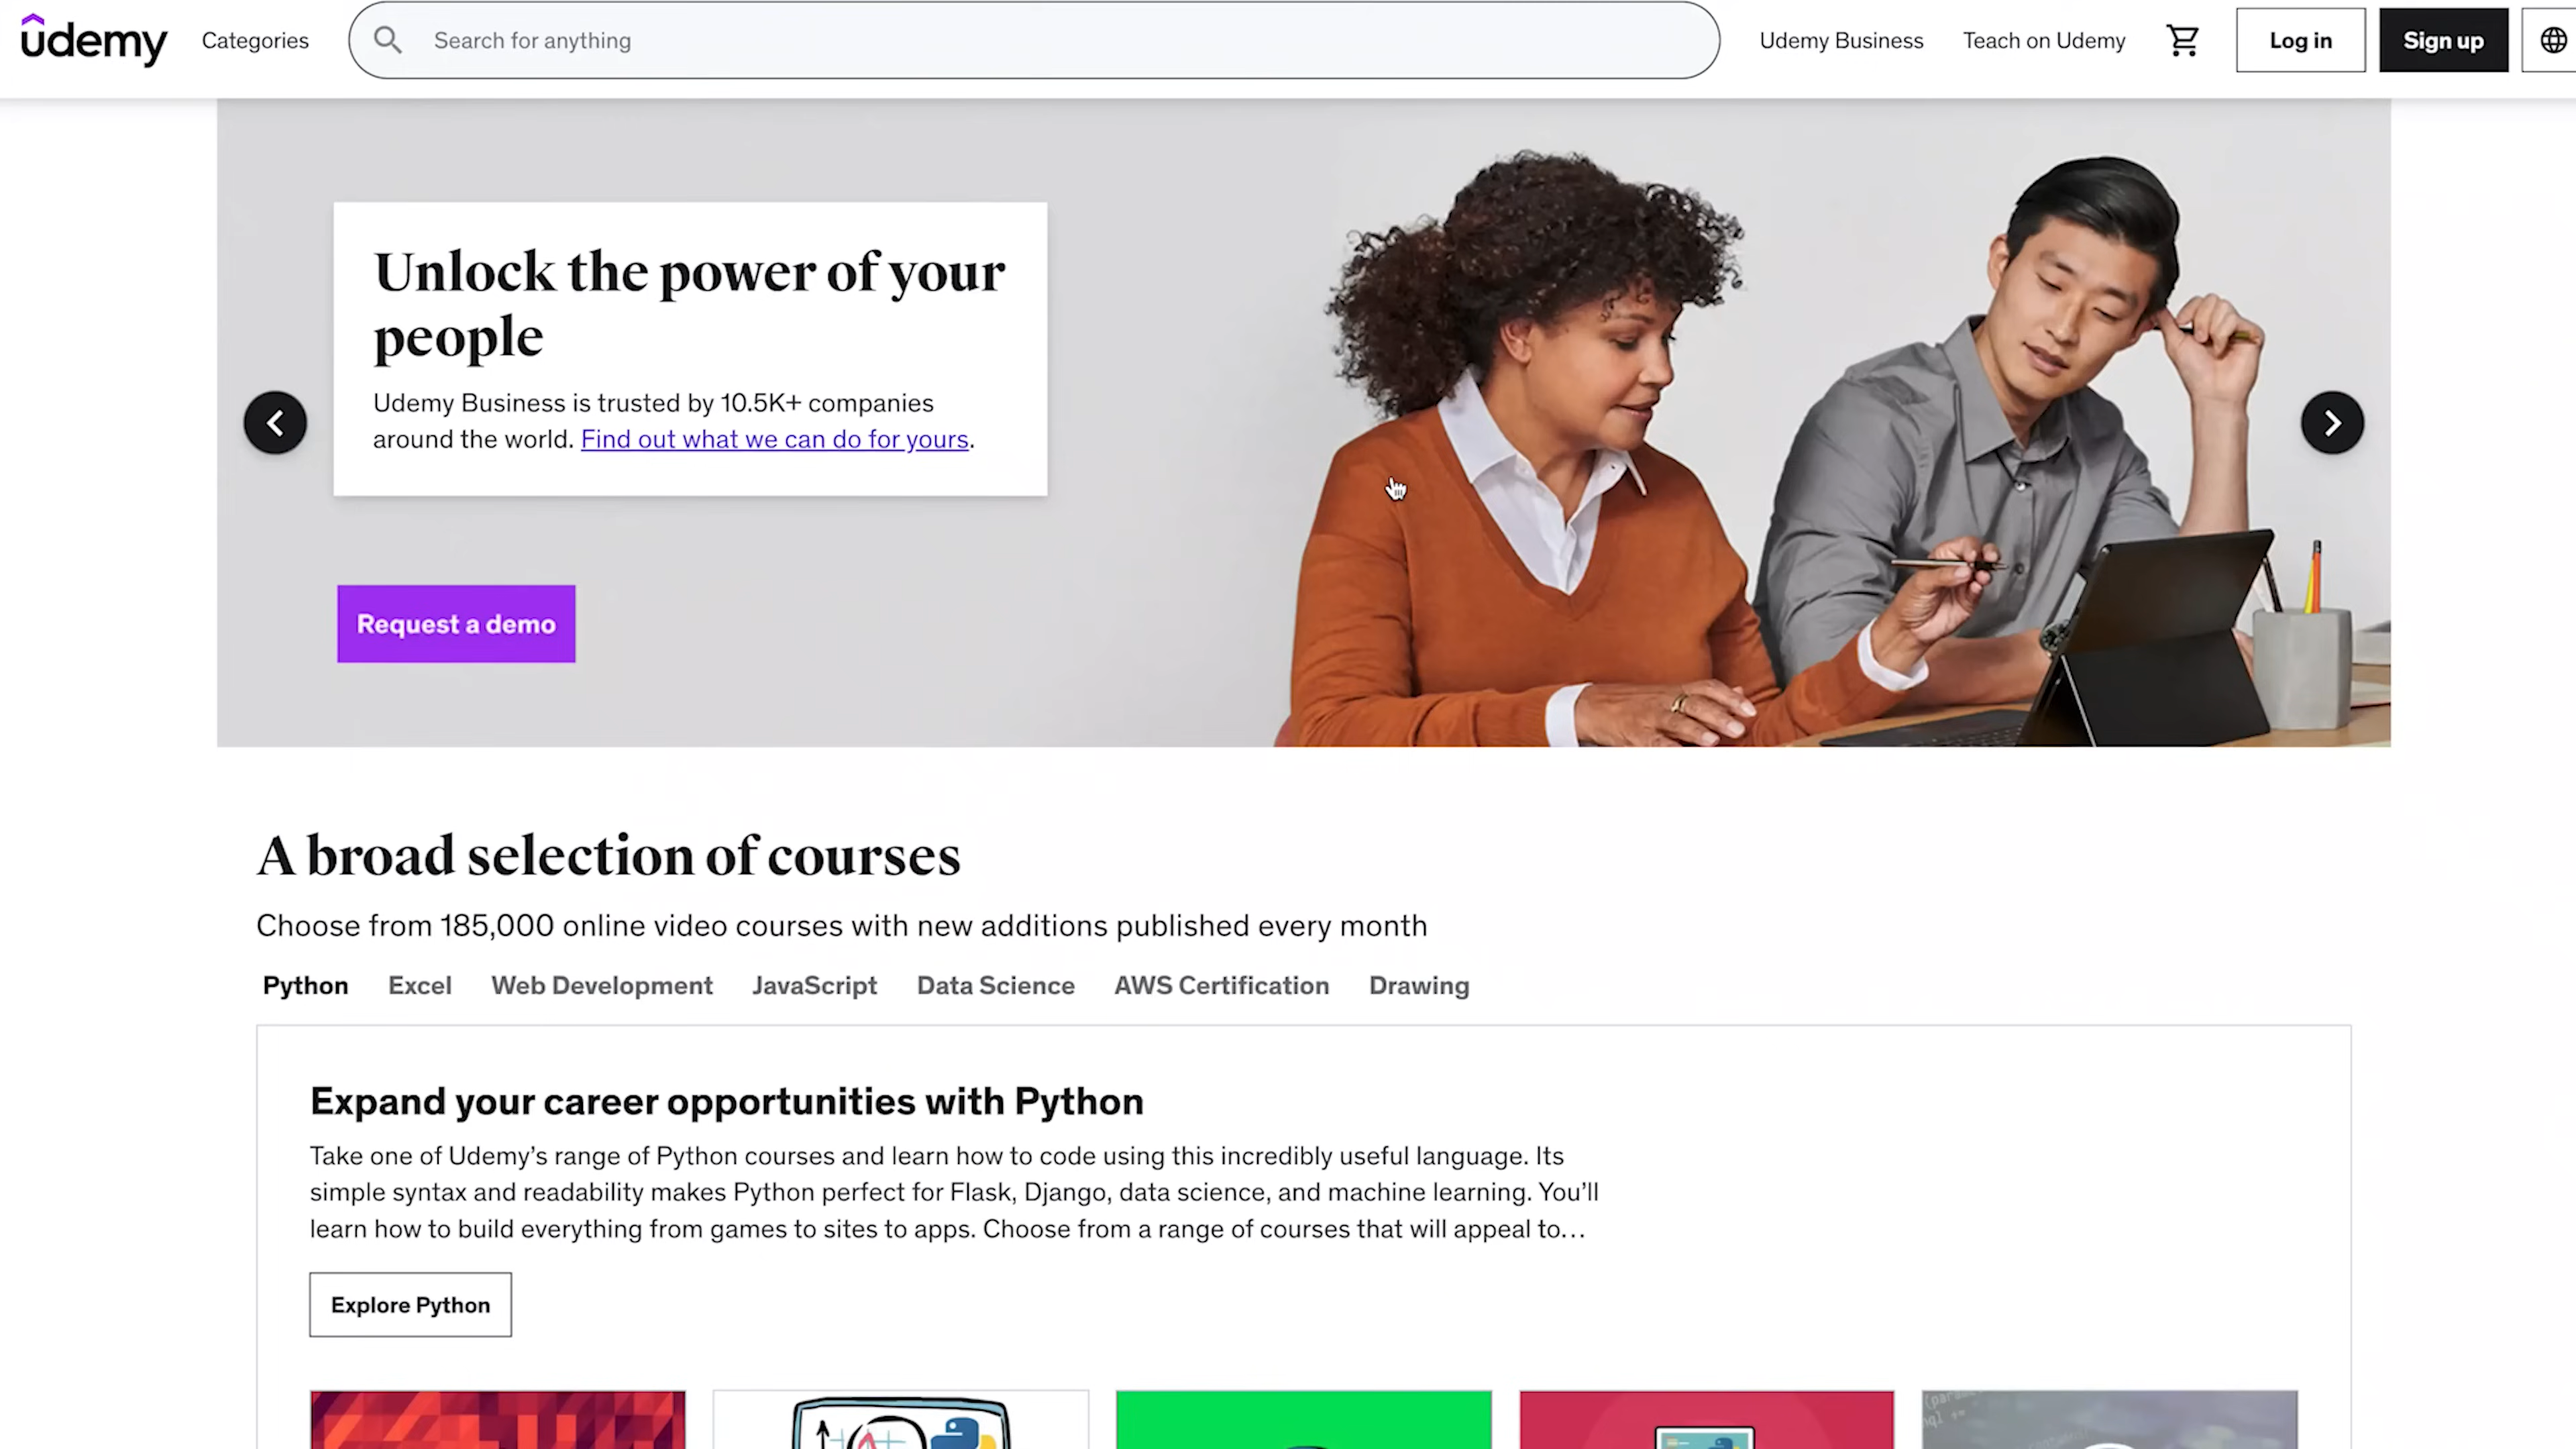 udemy
Categories
Search for anything
Udemy Business
Teach on Udemy
Log in
Sign up
Unlock the power of your
people
Udemy Business is trusted by 10.5K+ companies
around the world. Find out what we can do for yours.
Request a demo
A broad selection of courses
Choose from 185,000 online video courses with new additions published every month
Python
Excel
Web Development
JavaScript
Data Science
AWS Certification
Drawing
Expand your career opportunities with Python
Take one of Udemy’s range of Python courses and learn how to code using this incredibly useful language. Its
simple syntax and readability makes Python perfect for Flask, Django, data science, and machine learning. You’ll
learn how to build everything from games to sites to apps. Choose from a range of courses that will appeal to…
Explore Python